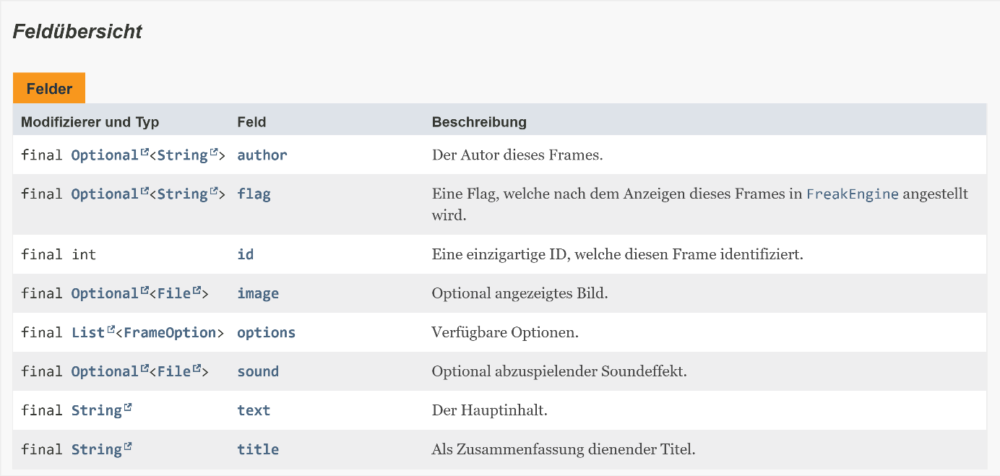 Feldübersicht
Felder
Modifizierer und Typ Feld Beschreibung
final Optional<String> author Der Autor dieses Frames.
final Optional<String> flag Eine Flag, welche nach dem Anzeigen dieses Frames in FreakEngine angestellt
wird.
final int id Eine einzigartige ID, welche diesen Frame identifiziert.
final Optional<File> image Optional angezeigtes Bild.
final List<FrameOption> options Verfügbare Optionen.
final Optional<File> sound Optional abzuspielender Soundeffekt.
final String text Der Hauptinhalt.
final String title Als Zusammenfassung dienender Titel.